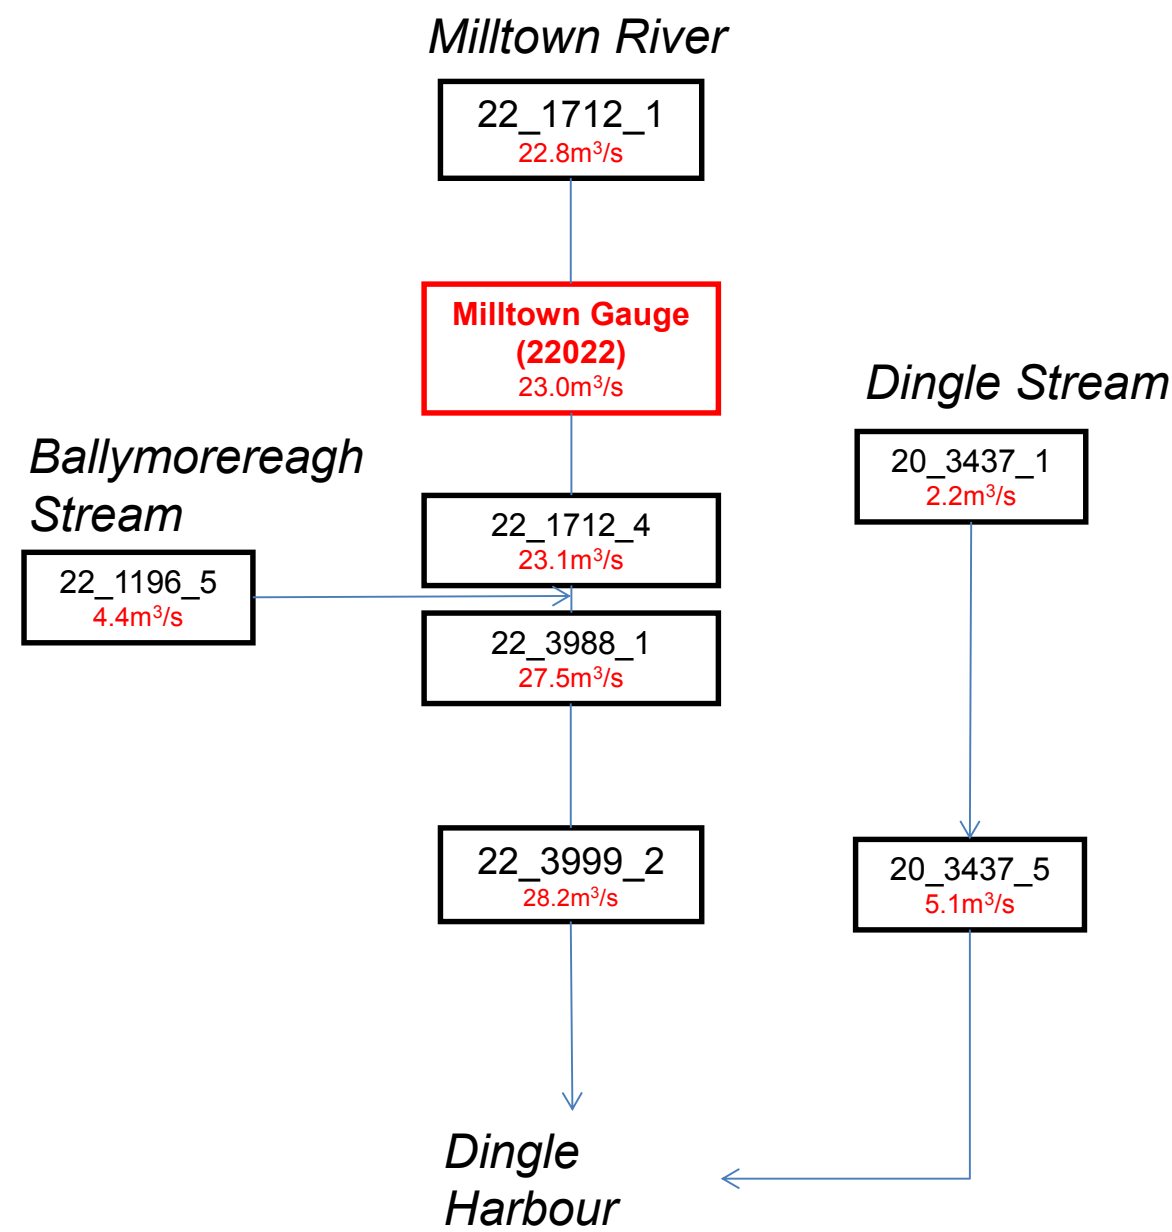 Milltown River
22_1712_1
22.8m³/s
Milltown Gauge
(22022)
23.0m³/s
Dingle Stream
20_3437_1
2.2m³/s
Ballymorereagh
Stream
22_1196_5
4.4m³/s
22_1712_4
23.1m³/s
22_3988_1
27.5m³/s
22_3999_2
28.2m³/s
20_3437_5
5.1m³/s
Dingle
Harbour